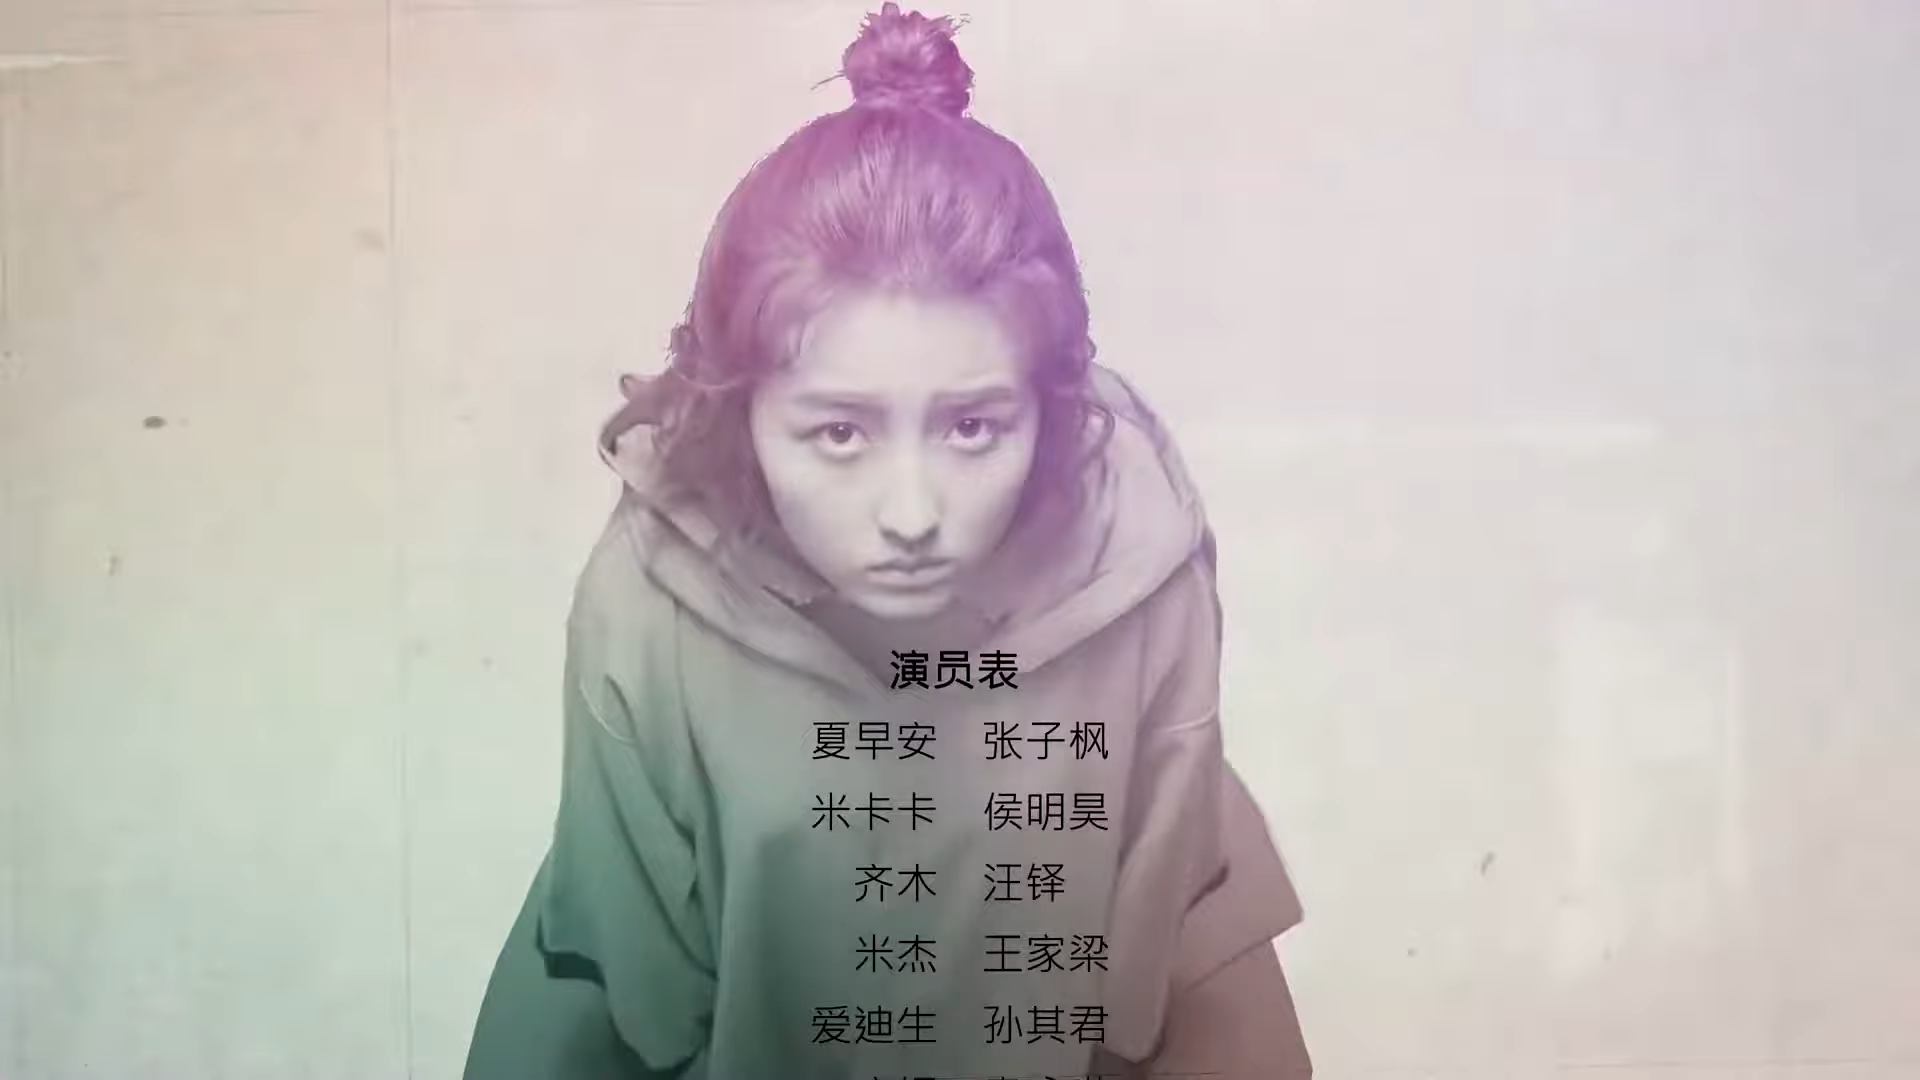 演员表
夏早安 张子枫
米卡卡 侯明昊
齐木 汪铎
米杰 王家梁
爱迪生 孙其君